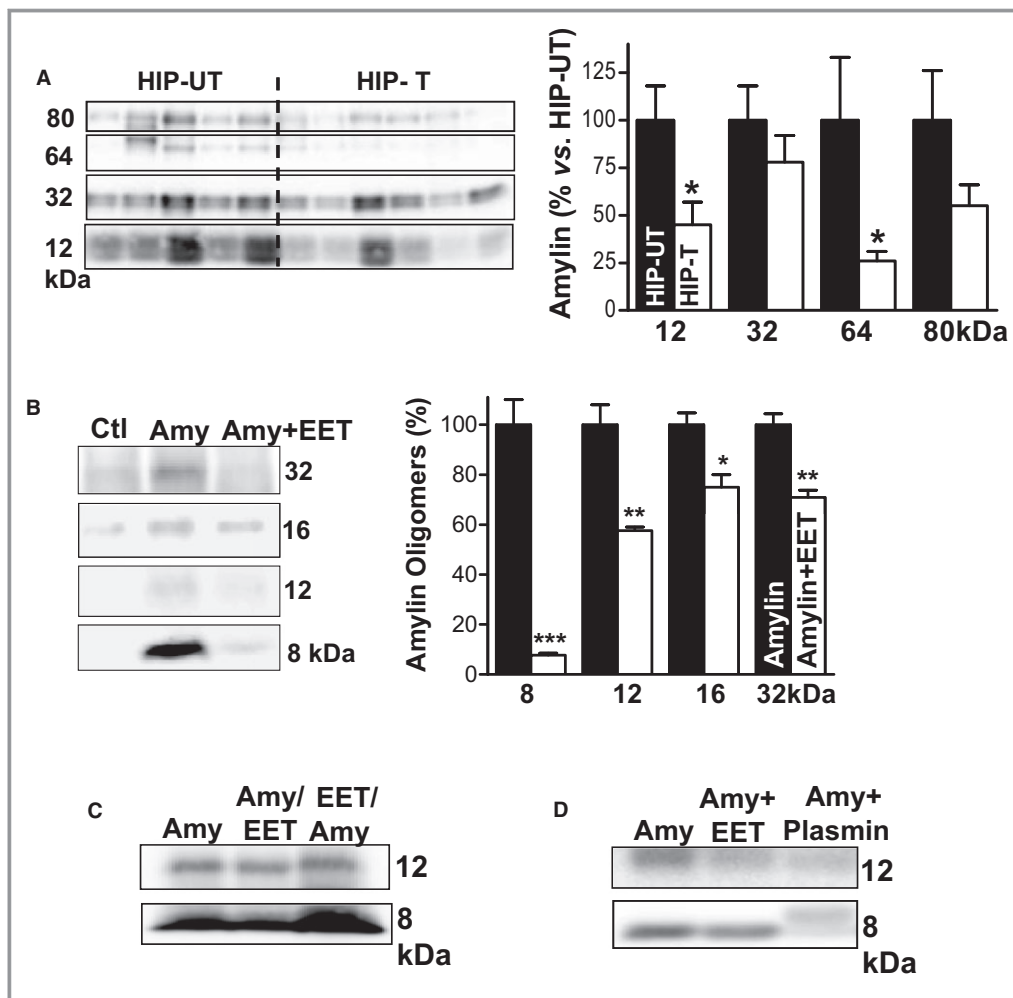 A
HIP-UT HIP- T
80
64
32
12
kDa
Amylin (% vs. HIP-UT)
125
100
75
50
25
0
HIP-UT
HIP-T
*
*
12 32 64 80kDa
B
Ctl Amy Amy+EET
32
16
12
8 kDa
Amylin Oligomers (%)
100
80
60
40
20
0
***
**
*
**
Amylin
Amylin+EET
8 12 16 32kDa
C
Amy/ EET/
Amy EET Amy
12
8
kDa
D
Amy+ Amy+
Amy EET Plasmin
12
8
kDa